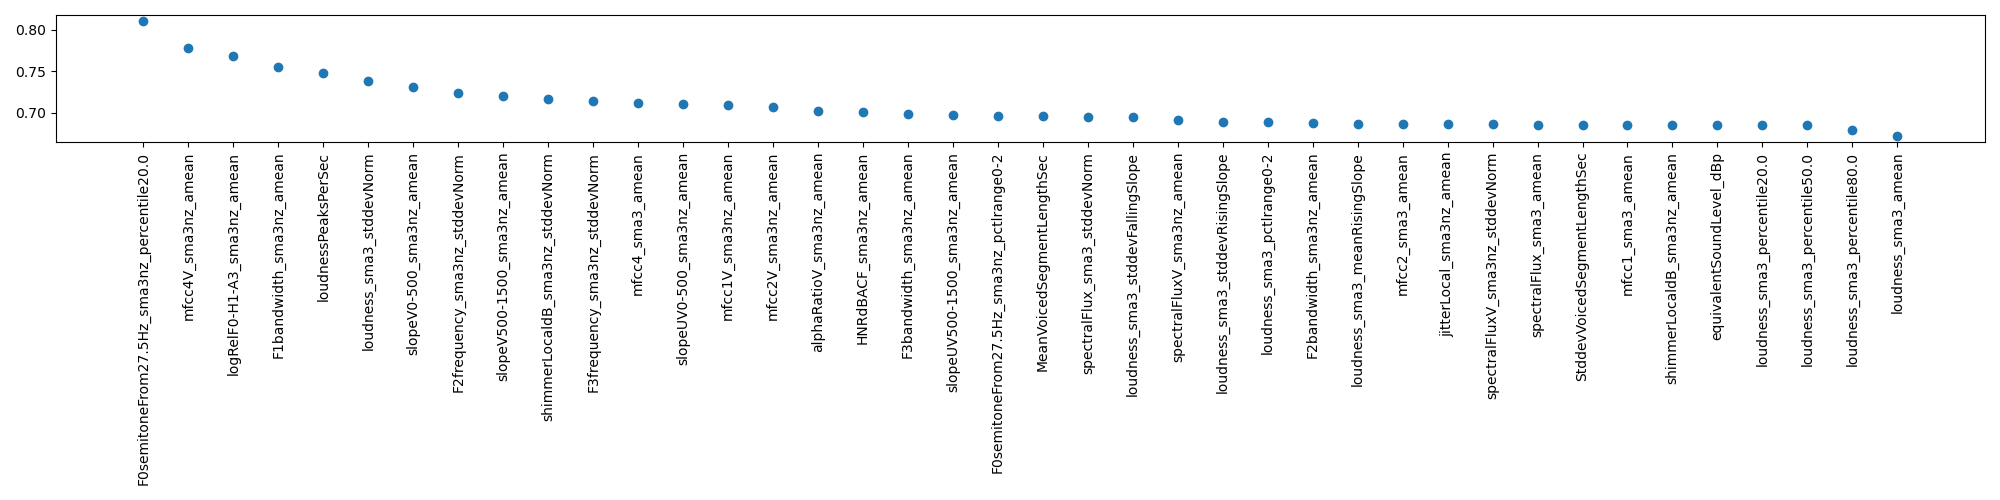 0.80
0.75
0.70
F0semitoneFrom27.5Hz_sma3nz_percentile20.0
mfcc4V_sma3nz_amean
logRelF0-H1-A3_sma3nz_amean
F1bandwidth_sma3nz_amean
loudnessPeaksPerSec
loudness_sma3_stddevNorm
slopeV0-500_sma3nz_amean
F2frequency_sma3nz_stddevNorm
slopeV500-1500_sma3nz_amean
shimmerLocaldB_sma3nz_stddevNorm
F3frequency_sma3nz_stddevNorm
mfcc4_sma3_amean
slopeUV0-500_sma3nz_amean
mfcc1V_sma3nz_amean
mfcc2V_sma3nz_amean
alphaRatioV_sma3nz_amean
HNRdBACF_sma3nz_amean
F3bandwidth_sma3nz_amean
slopeUV500-1500_sma3nz_amean
F0semitoneFrom27.5Hz_sma3nz_pctlrange0-2
MeanVoicedSegmentLengthSec
spectralFlux_sma3_stddevNorm
loudness_sma3_stddevFallingSlope
spectralFluxV_sma3nz_amean
loudness_sma3_stddevRisingSlope
loudness_sma3_pctlrange0-2
F2bandwidth_sma3nz_amean
loudness_sma3_meanRisingSlope
mfcc2_sma3_amean
jitterLocal_sma3nz_amean
spectralFluxV_sma3nz_stddevNorm
spectralFlux_sma3_amean
StddevVoicedSegmentLengthSec
mfcc1_sma3_amean
shimmerLocaldB_sma3nz_amean
equivalentSoundLevel_dBp
loudness_sma3_percentile20.0
loudness_sma3_percentile50.0
loudness_sma3_percentile80.0
loudness_sma3_amean